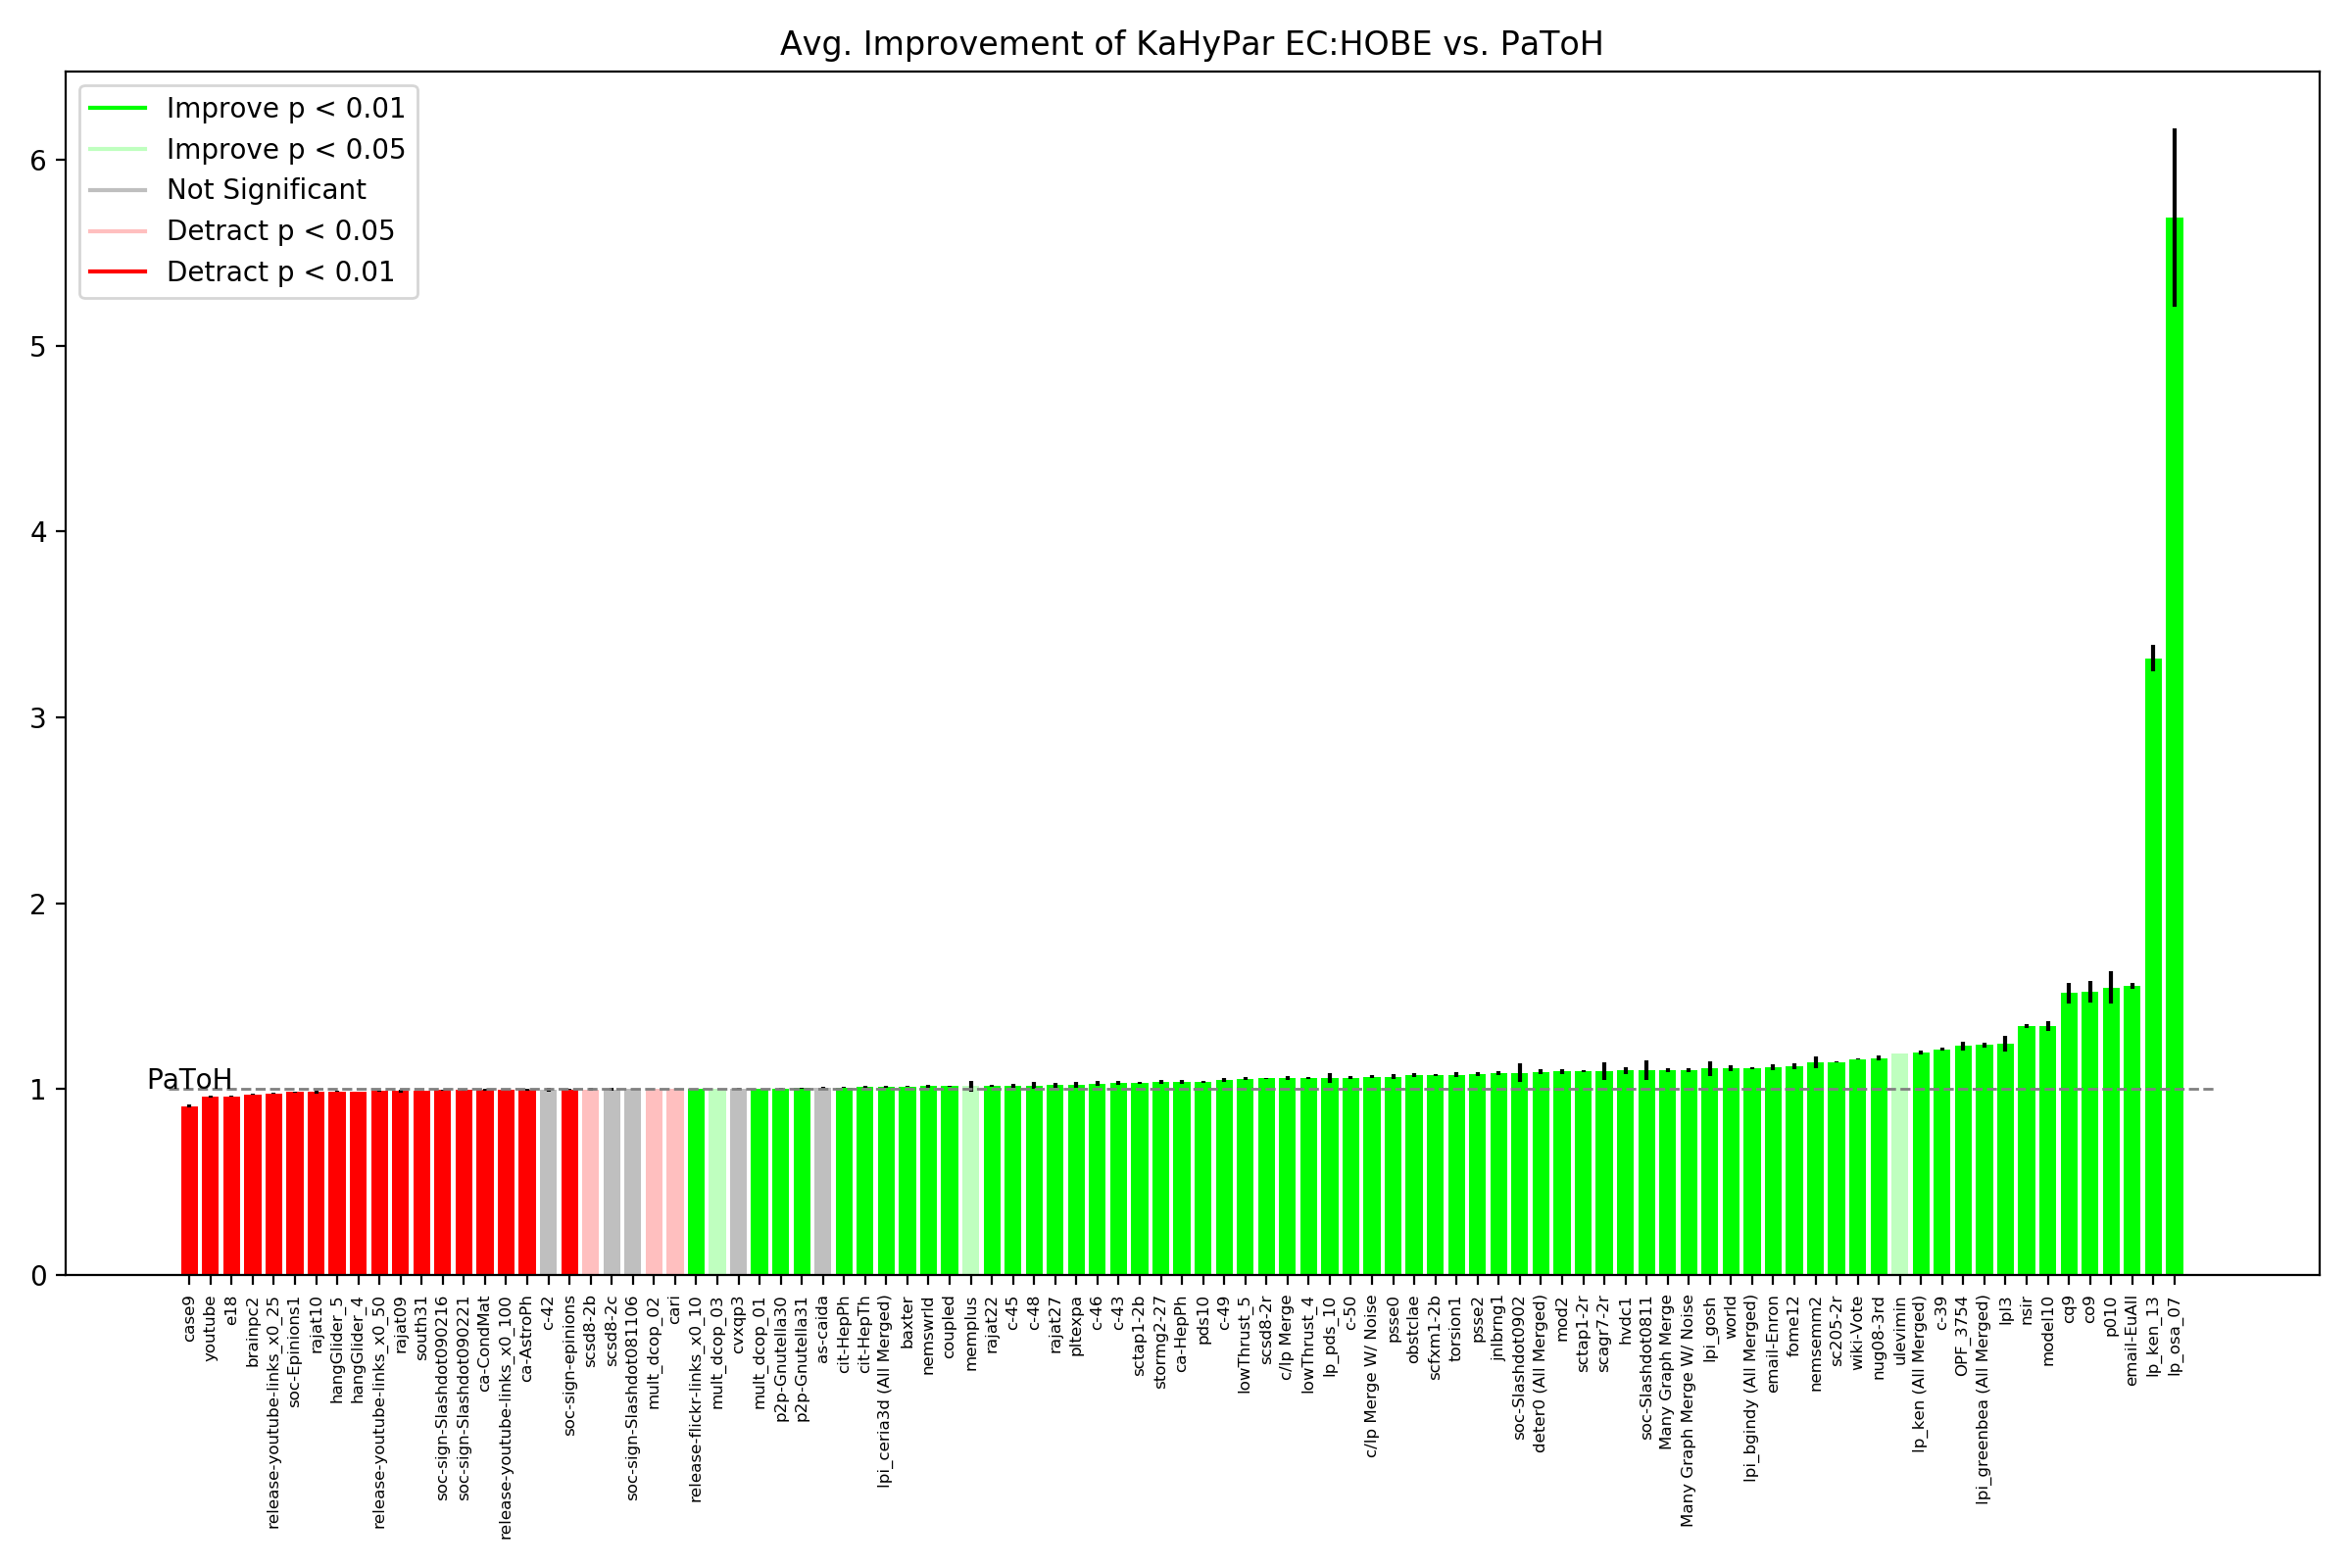 Avg. Improvement of KaHyPar EC:HOBE vs. PaToH
Improve p < 0.01
Improve p < 0.05
Not Significant
Detract p < 0.05
Detract p < 0.01
6
5
4
3
2
1
0
PaToH
case9
youtube
e18
brainpc2
release-youtube-links_x0_25
soc-Epinions1
rajat10
hangGlider_5
hangGlider_4
release-youtube-links_x0_50
rajat09
south31
soc-sign-Slashdot090216
soc-sign-Slashdot090221
ca-CondMat
release-youtube-links_x0_100
ca-AstroPh
c-42
soc-sign-epinions
scsd8-2b
scsd8-2c
soc-sign-Slashdot081106
mult_dcop_02
cari
release-flickr-links_x0_10
mult_dcop_03
cvxqp3
mult_dcop_01
p2p-Gnutella30
p2p-Gnutella31
as-caida
cit-HepPh
cit-HepTh
lpi_ceria3d (All Merged)
baxter
nemswrld
coupled
memplus
rajat22
c-45
c-48
rajat27
pltexpa
c-46
c-43
sctap1-2b
stormg2-27
ca-HepPh
pds10
c-49
lowThrust_5
scsd8-2r
c/lp Merge
lowThrust_4
lp_pds_10
c-50
c/lp Merge W/ Noise
psse0
obstclae
scfxm1-2b
torsion1
psse2
jnlbrng1
soc-Slashdot0902
deter0 (All Merged)
mod2
sctap1-2r
scagr7-2r
hvdc1
soc-Slashdot0811
Many Graph Merge
Many Graph Merge W/ Noise
lpi_gosh
world
lpi_bgindy (All Merged)
email-Enron
fome12
nemsemm2
sc205-2r
wiki-Vote
nug08-3rd
ulevimin
lp_ken (All Merged)
c-39
OPF_3754
lpi_greenbea (All Merged)
lpl3
nsir
model10
cq9
co9
p010
email-EuAll
lp_ken_13
lp_osa_07